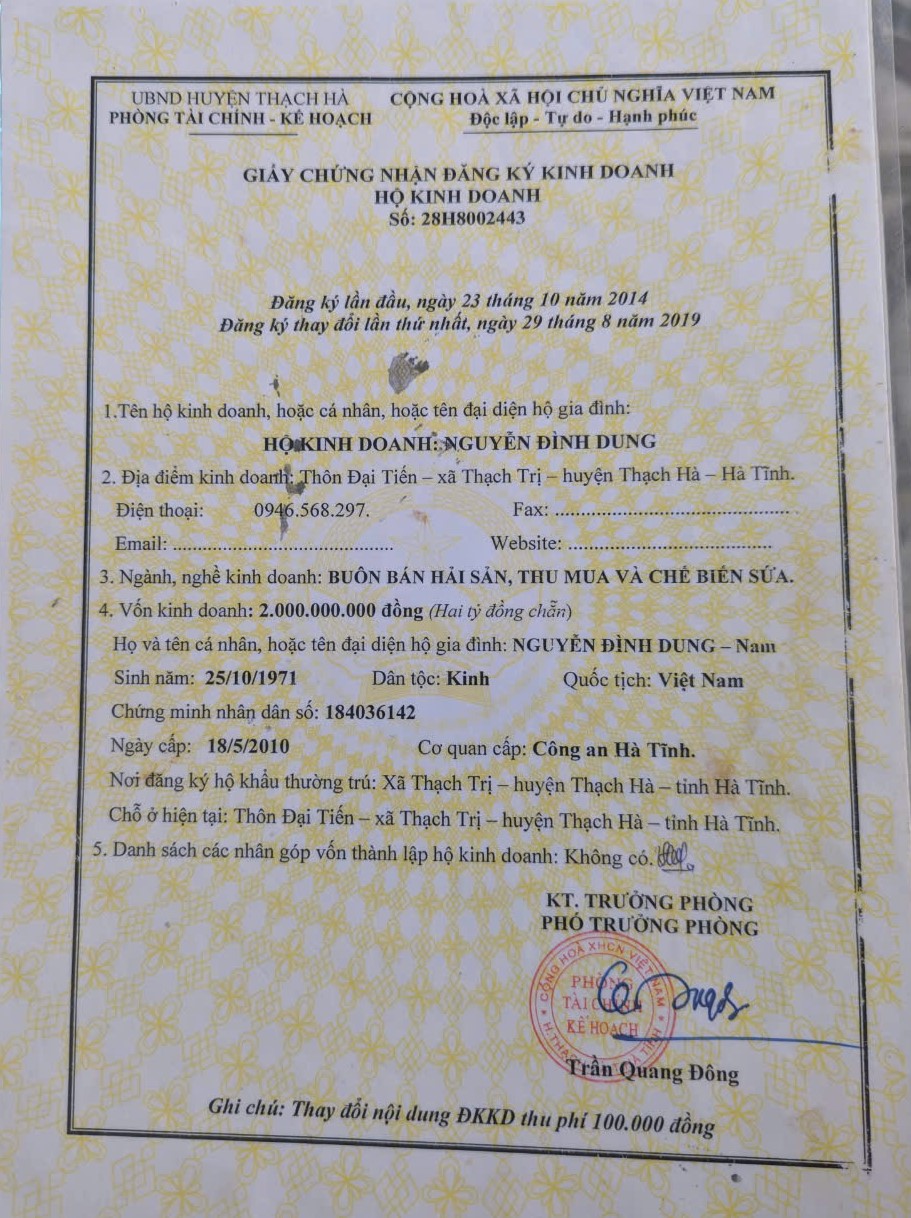 UBND HUYỆN THẠCH HÀ
PHÒNG TÀI CHÍNH - KẾ HOẠCH
CỘNG HOÀ XÃ HỘI CHỦ NGHĨA VIỆT NAM
Độc lập - Tự do - Hạnh phúc
GIẤY CHỨNG NHẬN ĐĂNG KÝ KINH DOANH
HỘ KINH DOANH
Số: 28H8002443
Đăng ký lần đầu, ngày 23 tháng 10 năm 2014
Đăng ký thay đổi lần thứ nhất, ngày 29 tháng 8 năm 2019
1.Tên hộ kinh doanh, hoặc cá nhân, hoặc tên đại diện hộ gia đình:
HỘ KINH DOANH: NGUYỄN ĐÌNH DUNG
2. Địa điểm kinh doanh: Thôn Đại Tiến – xã Thạch Trị – huyện Thạch Hà – Hà Tĩnh.
Điện thoại: 0946.568.297. Fax: ..........................................
Email: .......................................... Website: ......................................
3. Ngành, nghề kinh doanh: BUÔN BÁN HẢI SẢN, THU MUA VÀ CHẾ BIẾN SỨA.
4. Vốn kinh doanh: 2.000.000.000 đồng (Hai tỷ đồng chẵn)
Họ và tên cá nhân, hoặc tên đại diện hộ gia đình: NGUYỄN ĐÌNH DUNG – Nam
Sinh năm: 25/10/1971 Dân tộc: Kinh Quốc tịch: Việt Nam
Chứng minh nhân dân số: 184036142
Ngày cấp: 18/5/2010 Cơ quan cấp: Công an Hà Tĩnh.
Nơi đăng ký hộ khẩu thường trú: Xã Thạch Trị – huyện Thạch Hà – tỉnh Hà Tĩnh.
Chỗ ở hiện tại: Thôn Đại Tiến – xã Thạch Trị – huyện Thạch Hà – tỉnh Hà Tĩnh.
5. Danh sách các nhân góp vốn thành lập hộ kinh doanh: Không có.
KT. TRƯỞNG PHÒNG
PHÓ TRƯỞNG PHÒNG
CỘNG HOÀ XHCN VIỆT NAM
PHÒNG
TÀI CHÍNH
KẾ HOẠCH
Trần Quang Đông
Ghi chú: Thay đổi nội dung ĐKKD thu phí 100.000 đồng